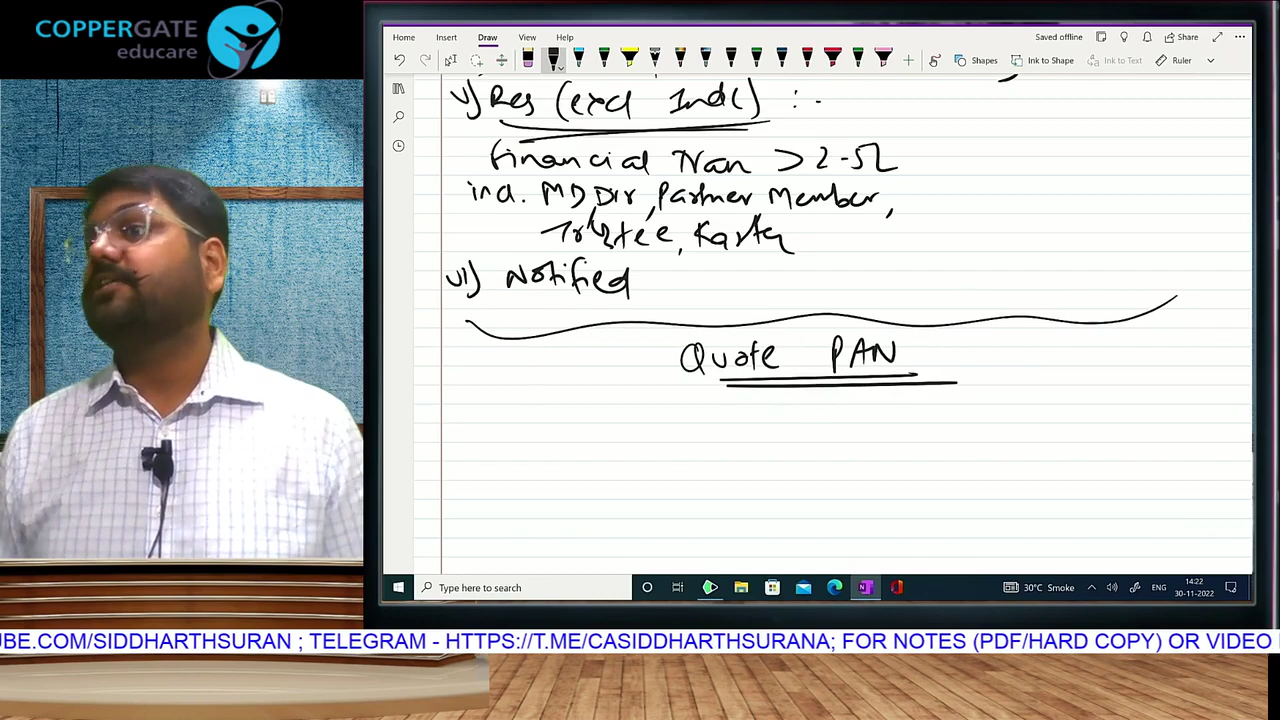 COPPERGATE
educare
Home Insert Draw View Help
Saved offline
Share
Shapes
Ink to Shape
Ink to Text
Ruler
v) Res (excl Indl) :-
Financial Tran > 2.5L
incl. MD, Dir, Partner Member,
Trustee, Karta
vi) Notified
Quote PAN
Type here to search
30°C Smoke
ENG
14:22
30-11-2022
UBE.COM/SIDDHARTHSURAN ; TELEGRAM - HTTPS://T.ME/CASIDDHARTHSURANA; FOR NOTES (PDF/HARD COPY) OR VIDEO